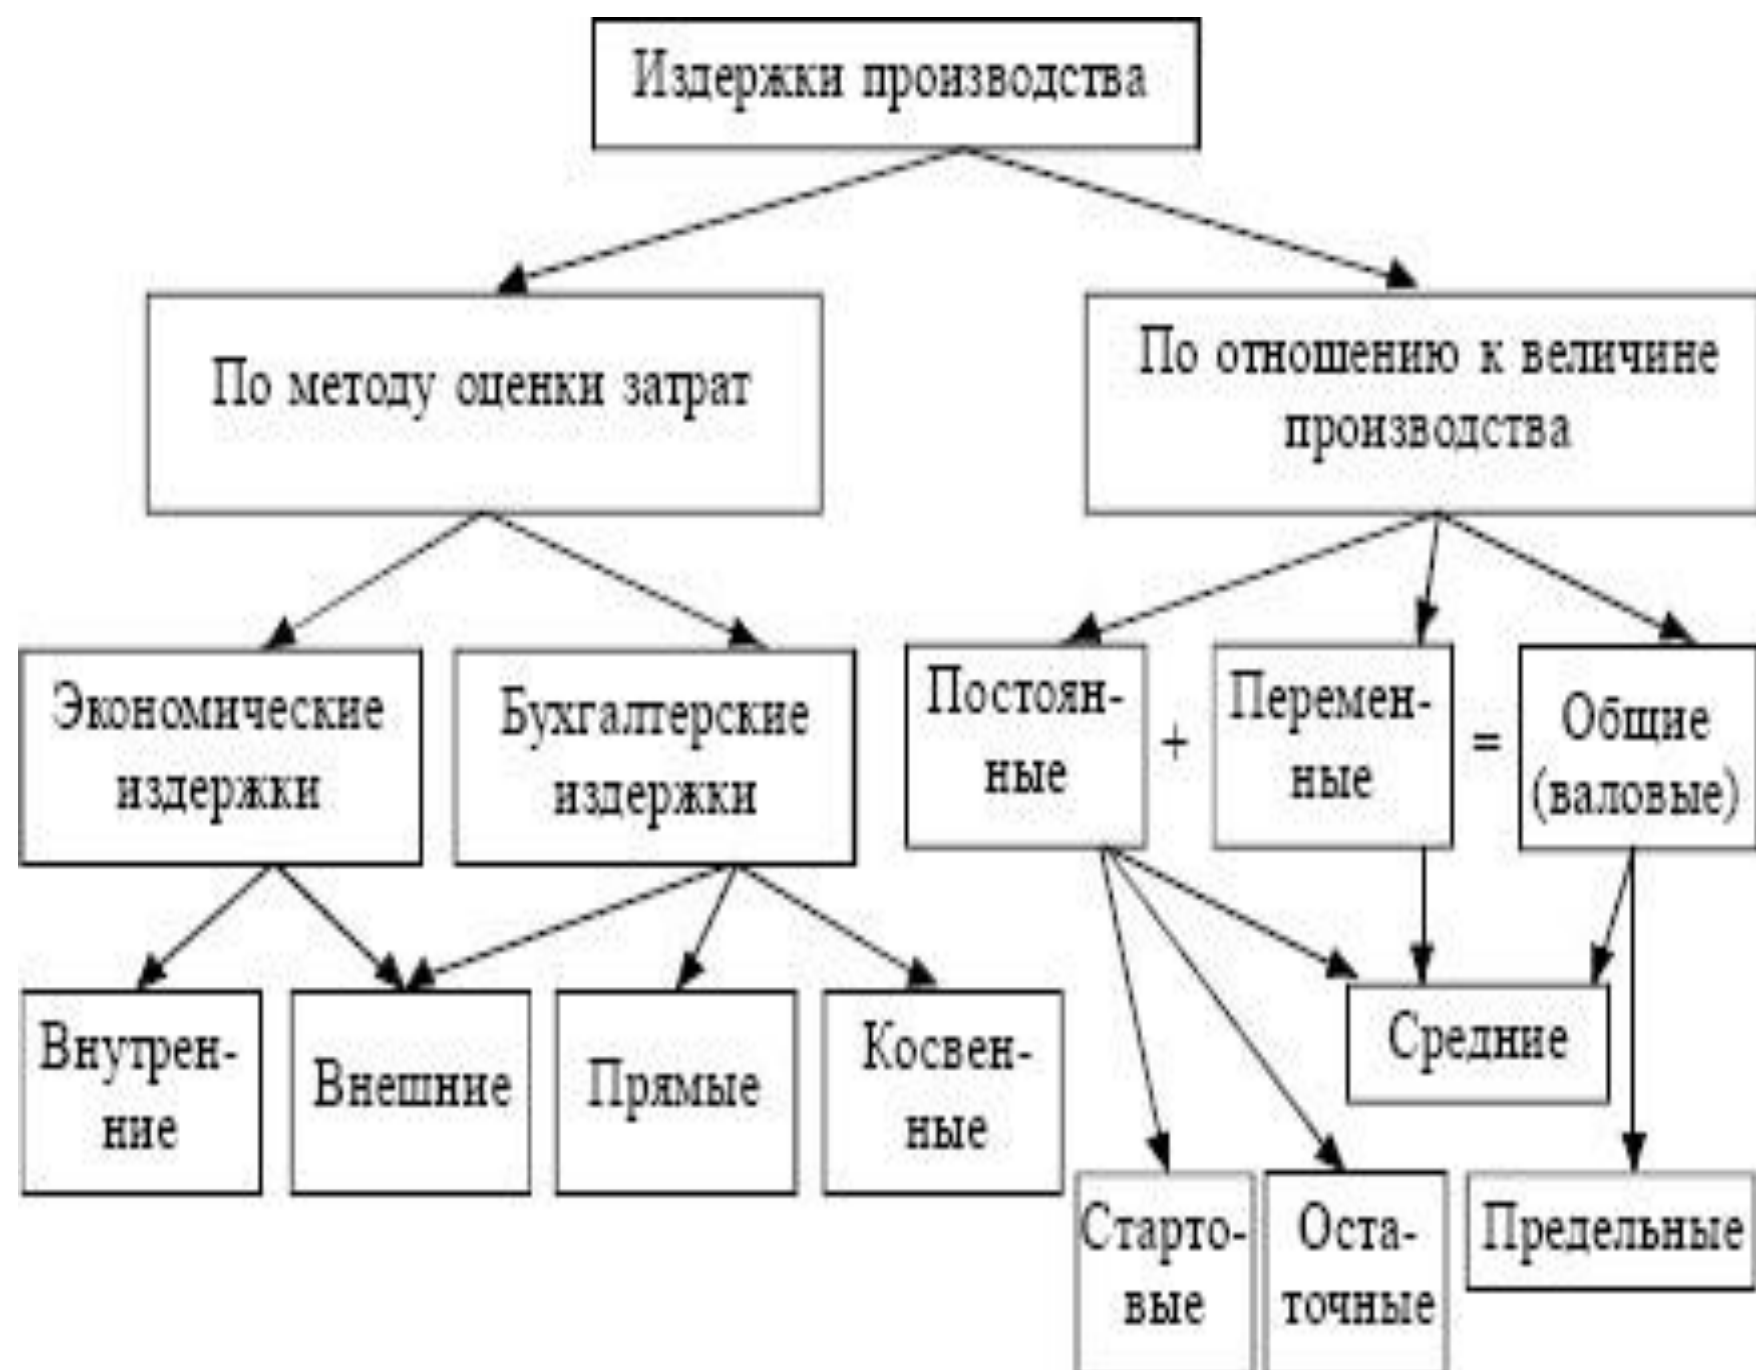 Издержки производства
По методу оценки затрат
По отношению к величине
производства
Экономические
издержки
Бухгалтерские
издержки
Постоян-
ные
+
Перемен-
ные
=
Общие
(валовые)
Внутрен-
ние
Внешние
Прямые
Косвен-
ные
Средние
Старто-
вые
Оста-
точные
Предельные